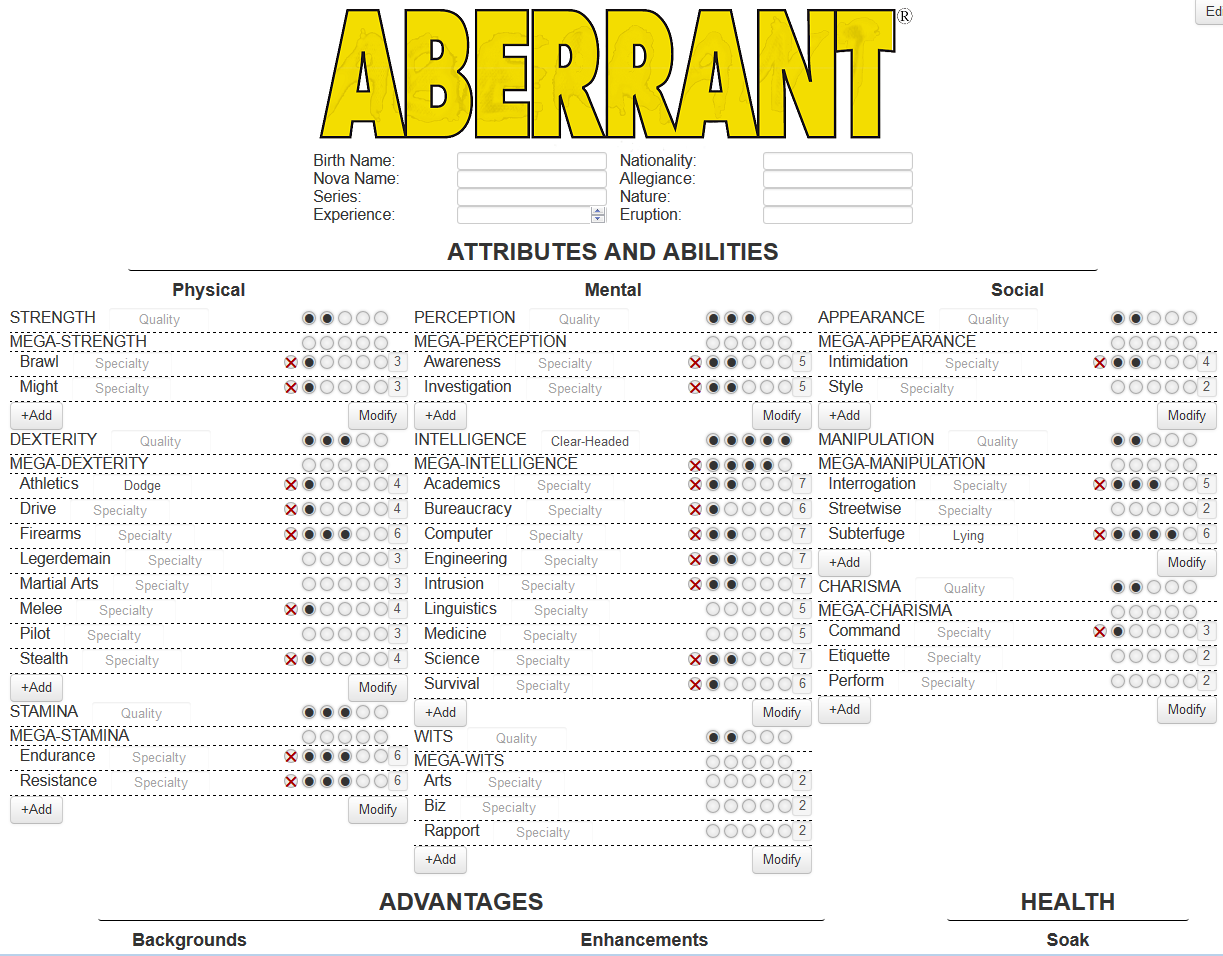 Edi
ABERRANT®
Birth Name: Nationality:
Nova Name: Allegiance:
Series: Nature:
Experience: Eruption:
ATTRIBUTES AND ABILITIES
Physical
STRENGTH Quality
MEGA-STRENGTH
Brawl Specialty 3
Might Specialty 3
+Add Modify
DEXTERITY Quality
MEGA-DEXTERITY
Athletics Dodge 4
Drive Specialty 4
Firearms Specialty 6
Legerdemain Specialty 3
Martial Arts Specialty 3
Melee Specialty 4
Pilot Specialty 3
Stealth Specialty 4
+Add Modify
STAMINA Quality
MEGA-STAMINA
Endurance Specialty 6
Resistance Specialty 6
+Add Modify
Mental
PERCEPTION Quality
MEGA-PERCEPTION
Awareness Specialty 5
Investigation Specialty 5
+Add Modify
INTELLIGENCE Clear-Headed
MEGA-INTELLIGENCE
Academics Specialty 7
Bureaucracy Specialty 6
Computer Specialty 7
Engineering Specialty 7
Intrusion Specialty 7
Linguistics Specialty 5
Medicine Specialty 5
Science Specialty 7
Survival Specialty 6
+Add Modify
WITS Quality
MEGA-WITS
Arts Specialty 2
Biz Specialty 2
Rapport Specialty 2
+Add Modify
Social
APPEARANCE Quality
MEGA-APPEARANCE
Intimidation Specialty 4
Style Specialty 2
+Add Modify
MANIPULATION Quality
MEGA-MANIPULATION
Interrogation Specialty 5
Streetwise Specialty 2
Subterfuge Lying 6
+Add Modify
CHARISMA Quality
MEGA-CHARISMA
Command Specialty 3
Etiquette Specialty 2
Perform Specialty 2
+Add Modify
ADVANTAGES
Backgrounds Enhancements
HEALTH
Soak